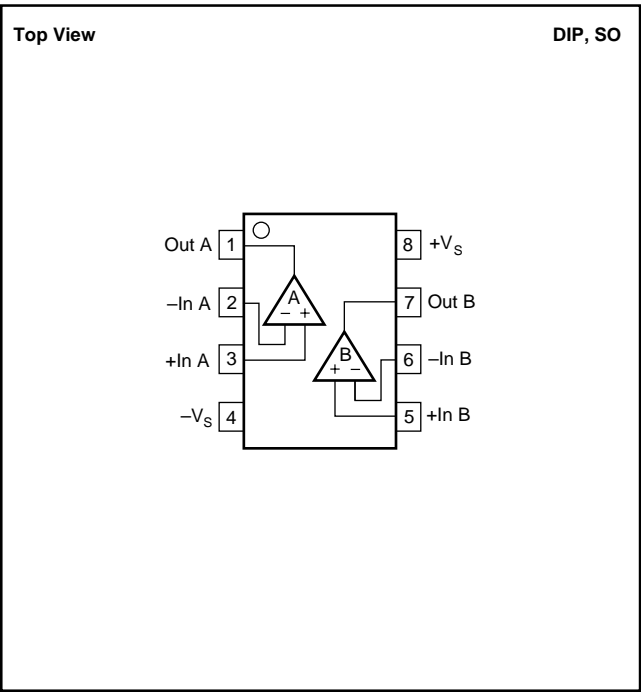 Top View DIP, SO
Out A 1 8 +VS
–In A 2 A 7 Out B
– +
+In A 3 B 6 –In B
+ –
–VS 4 5 +In B